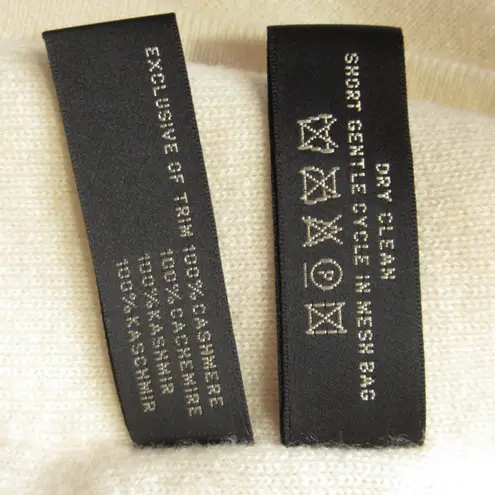 EXCLUSIVE OF TRIM 100% CASHMERE
100% CACHEMIRE
100% KASHMIR
100% KASCHMIR
DRY CLEAN
SHORT GENTLE CYCLE IN MESH BAG
P